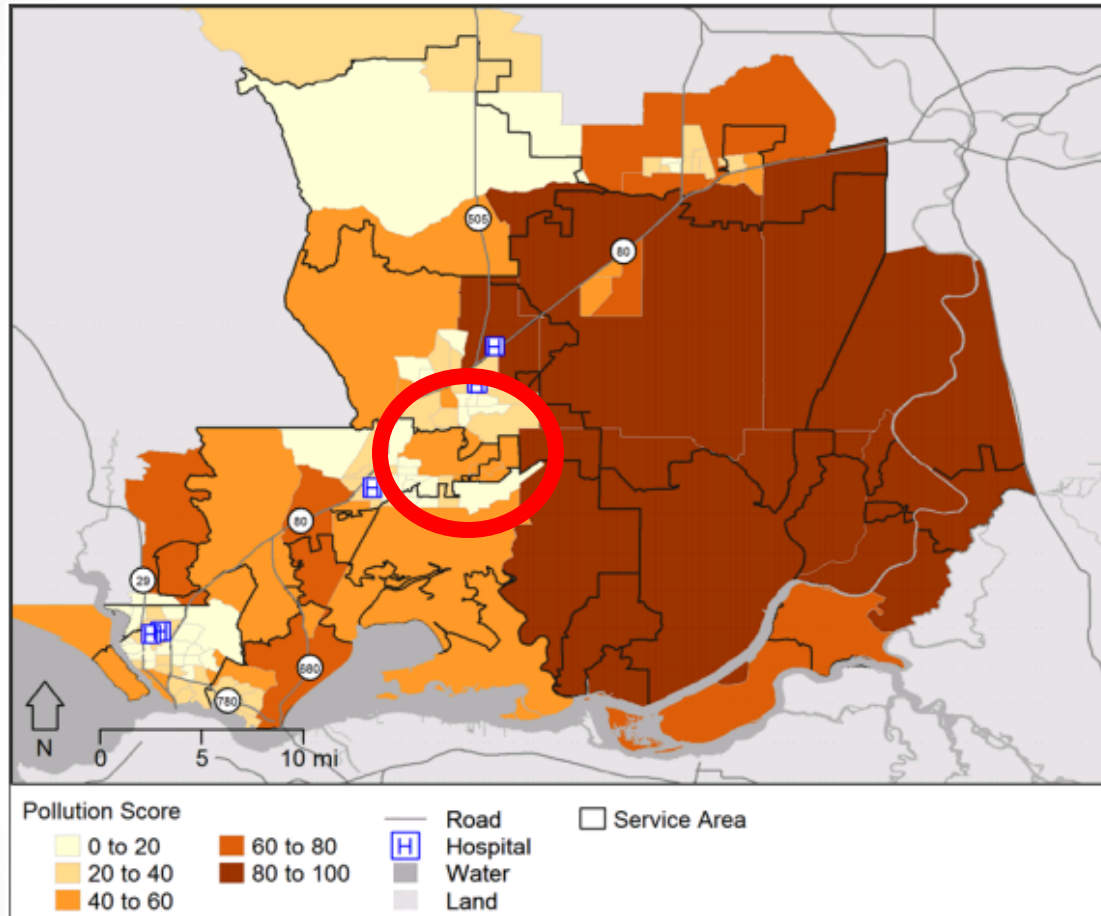 505
80
80
29
680
780
N
0 5 10 mi
Pollution Score
0 to 20
20 to 40
40 to 60
60 to 80
80 to 100
Road
H Hospital
Water
Land
Service Area
H
H
H
H
H